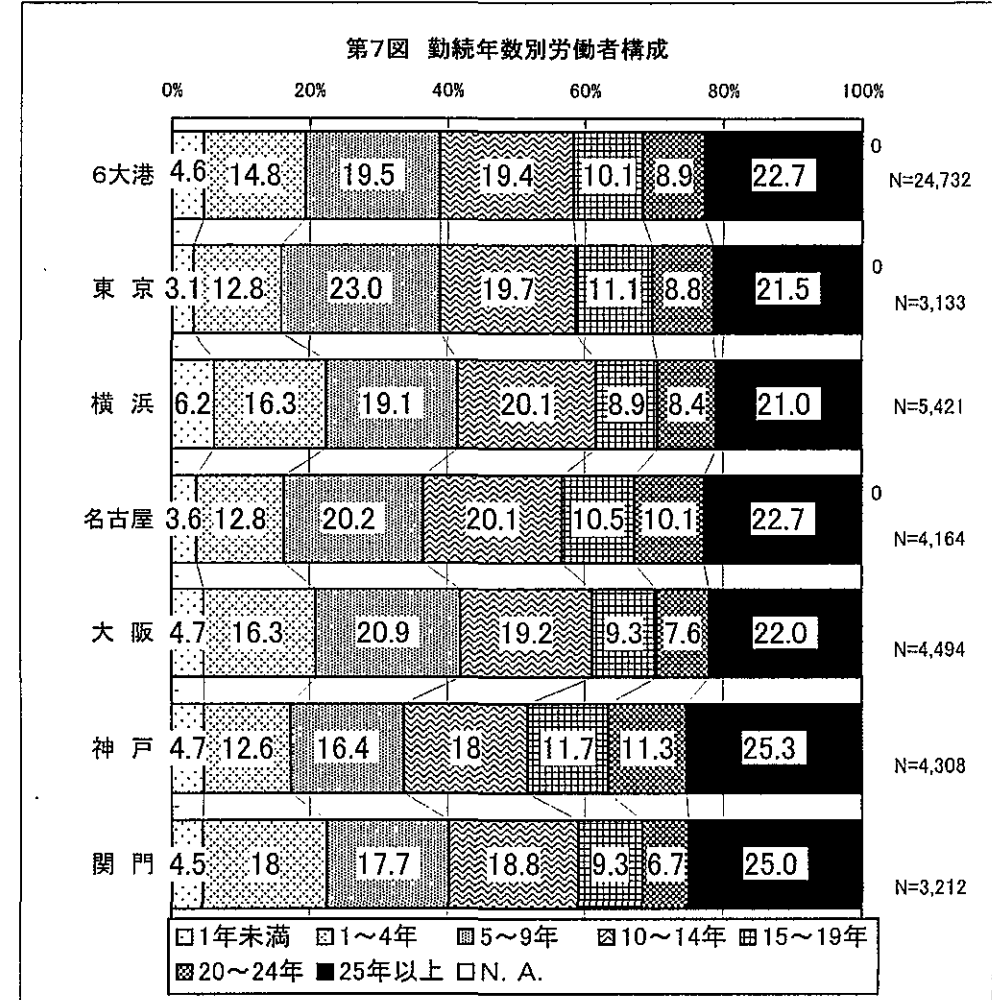 第7図 勤続年数別労働者構成
0% 20% 40% 60% 80% 100%
6大港 4.6 14.8 19.5 19.4 10.1 8.9 22.7 0 N=24,732
東 京 3.1 12.8 23.0 19.7 11.1 8.8 21.5 0 N=3,133
横 浜 6.2 16.3 19.1 20.1 8.9 8.4 21.0 N=5,421
名古屋 3.6 12.8 20.2 20.1 10.5 10.1 22.7 0 N=4,164
大 阪 4.7 16.3 20.9 19.2 9.3 7.6 22.0 N=4,494
神 戸 4.7 12.6 16.4 18 11.7 11.3 25.3 N=4,308
関 門 4.5 18 17.7 18.8 9.3 6.7 25.0 N=3,212
1年未満 1～4年 5～9年 10～14年 15～19年
20～24年 25年以上 N. A.